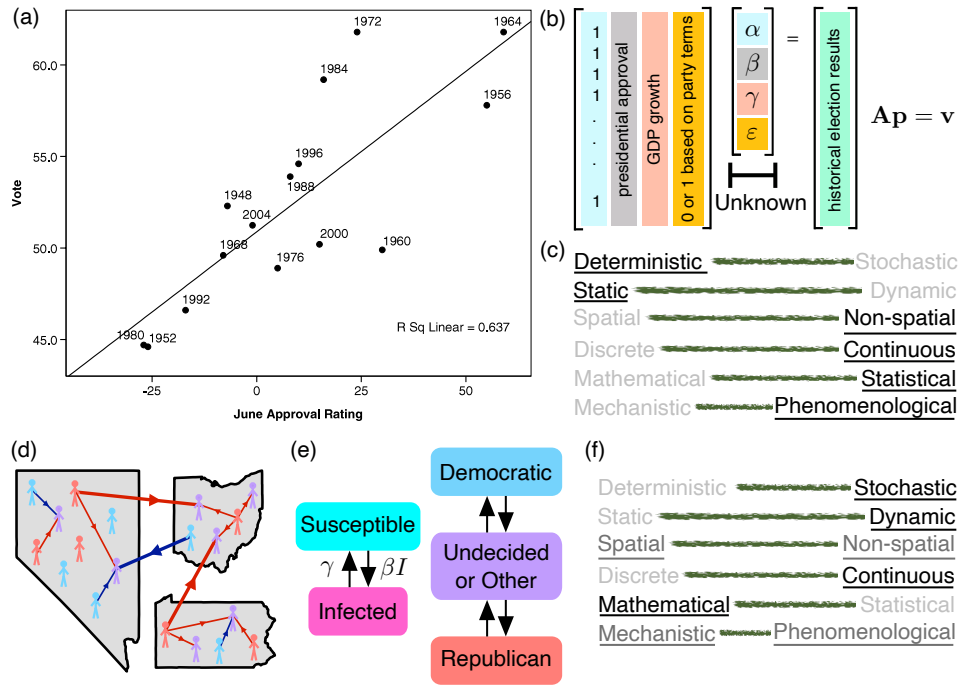 (a)
1972
1964
1984
1956
1996
1988
1948
2004
2000
1960
1968
1976
1992
1980
1952
R Sq Linear = 0.637
60.0
55.0
50.0
45.0
Vote
-25
0
25
50
June Approval Rating
(b)
1
1
1
1
.
.
.
1
presidential approval
GDP growth
0 or 1 based on party terms
α
β
γ
ε
Unknown
=
historical election results
Ap = v
(c)
Deterministic Stochastic
Static Dynamic
Spatial Non-spatial
Discrete Continuous
Mathematical Statistical
Mechanistic Phenomenological
(d)
(e)
Susceptible
γ βI
Infected
Democratic
Undecided
or Other
Republican
(f)
Deterministic Stochastic
Static Dynamic
Spatial Non-spatial
Discrete Continuous
Mathematical Statistical
Mechanistic Phenomenological